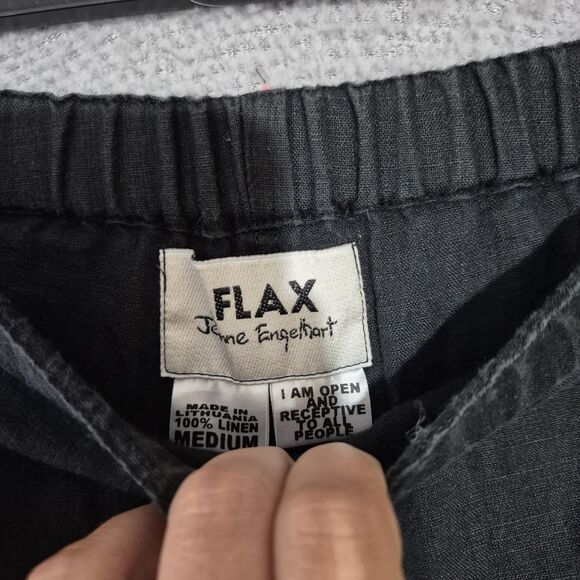 FLAX
Jeanne Engelhart
MADE IN
LITHUANIA
100% LINEN
MEDIUM
I AM OPEN
AND
RECEPTIVE
TO ALL
PEOPLE